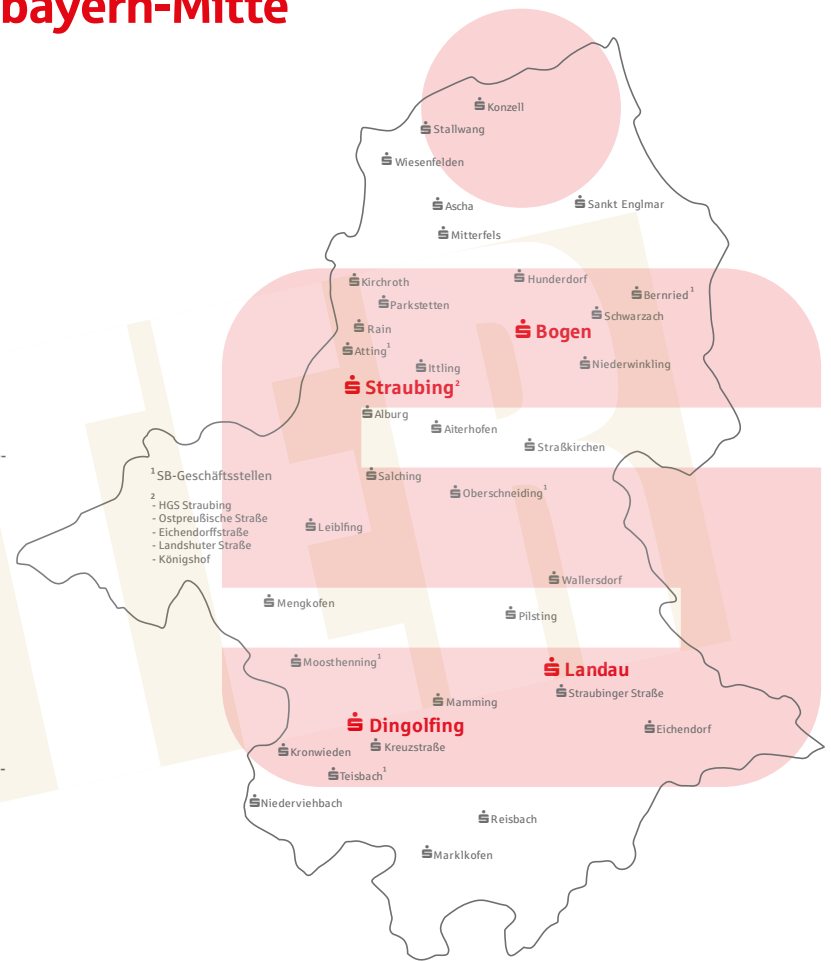 bayern-Mitte
Konzell
Stallwang
Wiesenfelden
Ascha
Sankt Englmar
Mitterfels
Kirchroth
Hunderdorf
Bernried¹
Parkstetten
Schwarzach
Rain
Bogen
Atting¹
Ittling
Niederwinkling
Straubing²
Alburg
Aiterhofen
Straßkirchen
¹SB-Geschäftsstellen
Salching
Oberschneiding¹
²
- HGS Straubing
- Ostpreußische Straße
- Eichendorffstraße
- Landshuter Straße
- Königshof
Leiblfing
Wallersdorf
Mengkofen
Pilsting
Moosthenning¹
Landau
Straubinger Straße
Mamming
Dingolfing
Eichendorf
Kreuzstraße
Kronwieden
Teisbach¹
Niederviehbach
Reisbach
Marklkofen